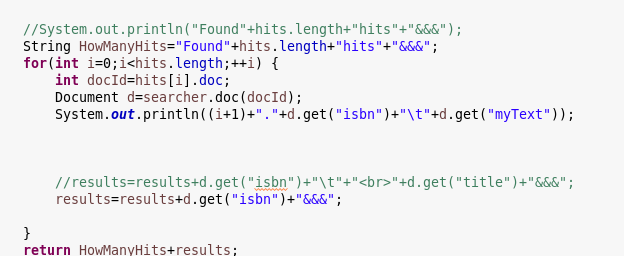 //System.out.println("Found"+hits.length+"hits"+"&&&");
String HowManyHits="Found"+hits.length+"hits"+"&&&";
for(int i=0;i<hits.length;++i) {
    int docId=hits[i].doc;
    Document d=searcher.doc(docId);
    System.out.println((i+1)+"."+d.get("isbn")+"\t"+d.get("myText"));
    //results=results+d.get("isbn")+"\t"+"<br>"+d.get("title")+"&&&";
    results=results+d.get("isbn")+"&&&";
}
return HowManyHits+results;